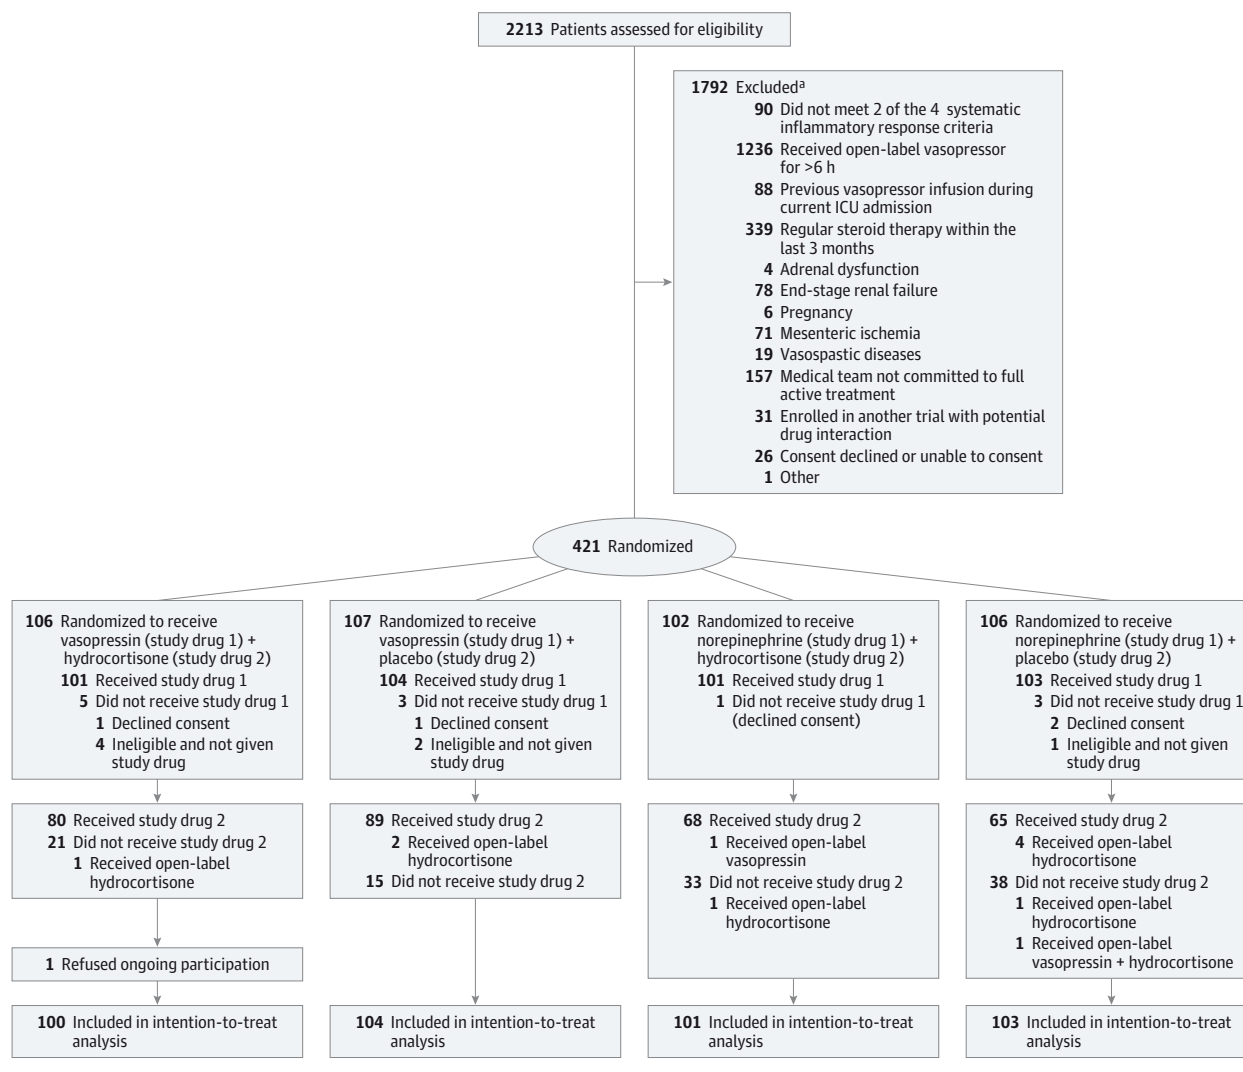 2213 Patients assessed for eligibility
1792 Excludedᵃ
90 Did not meet 2 of the 4 systematic
inflammatory response criteria
1236 Received open-label vasopressor
for >6 h
88 Previous vasopressor infusion during
current ICU admission
339 Regular steroid therapy within the
last 3 months
4 Adrenal dysfunction
78 End-stage renal failure
6 Pregnancy
71 Mesenteric ischemia
19 Vasospastic diseases
157 Medical team not committed to full
active treatment
31 Enrolled in another trial with potential
drug interaction
26 Consent declined or unable to consent
1 Other
421 Randomized
106 Randomized to receive
vasopressin (study drug 1) +
hydrocortisone (study drug 2)
101 Received study drug 1
5 Did not receive study drug 1
1 Declined consent
4 Ineligible and not given
study drug
107 Randomized to receive
vasopressin (study drug 1) +
placebo (study drug 2)
104 Received study drug 1
3 Did not receive study drug 1
1 Declined consent
2 Ineligible and not given
study drug
102 Randomized to receive
norepinephrine (study drug 1) +
hydrocortisone (study drug 2)
101 Received study drug 1
1 Did not receive study drug 1
(declined consent)
106 Randomized to receive
norepinephrine (study drug 1) +
placebo (study drug 2)
103 Received study drug 1
3 Did not receive study drug 1
2 Declined consent
1 Ineligible and not given
study drug
80 Received study drug 2
21 Did not receive study drug 2
1 Received open-label
hydrocortisone
89 Received study drug 2
2 Received open-label
hydrocortisone
15 Did not receive study drug 2
68 Received study drug 2
1 Received open-label
vasopressin
33 Did not receive study drug 2
1 Received open-label
hydrocortisone
65 Received study drug 2
4 Received open-label
hydrocortisone
38 Did not receive study drug 2
1 Received open-label
hydrocortisone
1 Received open-label
vasopressin + hydrocortisone
1 Refused ongoing participation
100 Included in intention-to-treat
analysis
104 Included in intention-to-treat
analysis
101 Included in intention-to-treat
analysis
103 Included in intention-to-treat
analysis